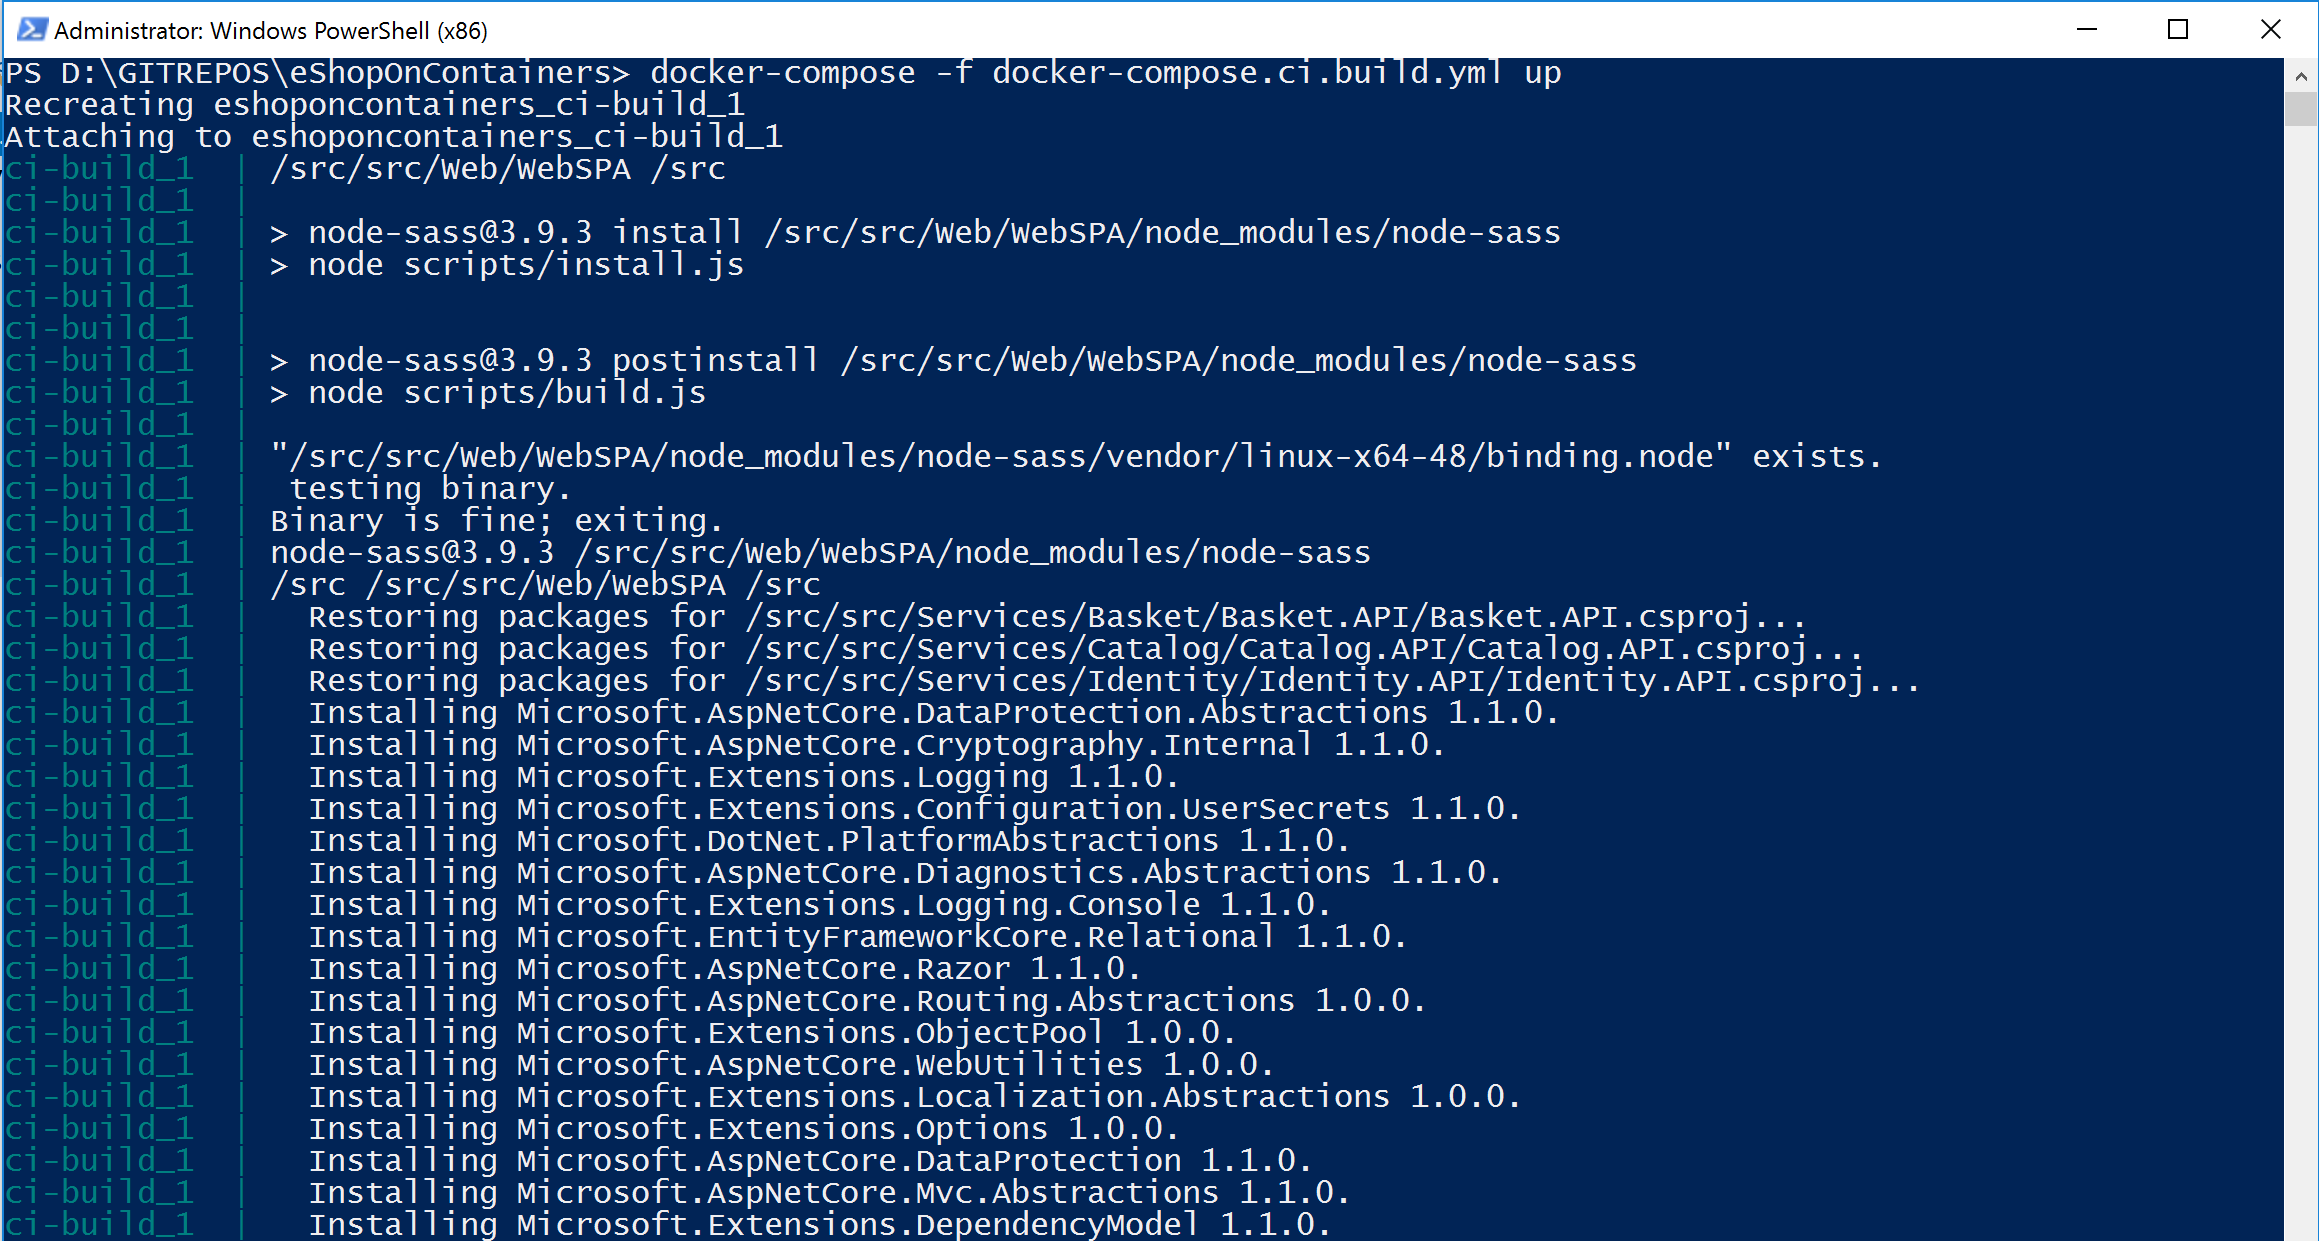 Administrator: Windows PowerShell (x86)
PS D:\GITREPOS\eShopOnContainers> docker-compose -f docker-compose.ci.build.yml up
Recreating eshoponcontainers_ci-build_1
Attaching to eshoponcontainers_ci-build_1
ci-build_1  | /src/src/Web/WebSPA /src
ci-build_1  |
ci-build_1  | > node-sass@3.9.3 install /src/src/Web/WebSPA/node_modules/node-sass
ci-build_1  | > node scripts/install.js
ci-build_1  |
ci-build_1  |
ci-build_1  | > node-sass@3.9.3 postinstall /src/src/Web/WebSPA/node_modules/node-sass
ci-build_1  | > node scripts/build.js
ci-build_1  |
ci-build_1  | "/src/src/Web/WebSPA/node_modules/node-sass/vendor/linux-x64-48/binding.node" exists.
ci-build_1  |  testing binary.
ci-build_1  | Binary is fine; exiting.
ci-build_1  | node-sass@3.9.3 /src/src/Web/WebSPA/node_modules/node-sass
ci-build_1  | /src /src/src/Web/WebSPA /src
ci-build_1  |   Restoring packages for /src/src/Services/Basket/Basket.API/Basket.API.csproj...
ci-build_1  |   Restoring packages for /src/src/Services/Catalog/Catalog.API/Catalog.API.csproj...
ci-build_1  |   Restoring packages for /src/src/Services/Identity/Identity.API/Identity.API.csproj...
ci-build_1  |   Installing Microsoft.AspNetCore.DataProtection.Abstractions 1.1.0.
ci-build_1  |   Installing Microsoft.AspNetCore.Cryptography.Internal 1.1.0.
ci-build_1  |   Installing Microsoft.Extensions.Logging 1.1.0.
ci-build_1  |   Installing Microsoft.Extensions.Configuration.UserSecrets 1.1.0.
ci-build_1  |   Installing Microsoft.DotNet.PlatformAbstractions 1.1.0.
ci-build_1  |   Installing Microsoft.AspNetCore.Diagnostics.Abstractions 1.1.0.
ci-build_1  |   Installing Microsoft.Extensions.Logging.Console 1.1.0.
ci-build_1  |   Installing Microsoft.EntityFrameworkCore.Relational 1.1.0.
ci-build_1  |   Installing Microsoft.AspNetCore.Razor 1.1.0.
ci-build_1  |   Installing Microsoft.AspNetCore.Routing.Abstractions 1.0.0.
ci-build_1  |   Installing Microsoft.Extensions.ObjectPool 1.0.0.
ci-build_1  |   Installing Microsoft.AspNetCore.WebUtilities 1.0.0.
ci-build_1  |   Installing Microsoft.Extensions.Localization.Abstractions 1.0.0.
ci-build_1  |   Installing Microsoft.Extensions.Options 1.0.0.
ci-build_1  |   Installing Microsoft.AspNetCore.DataProtection 1.1.0.
ci-build_1  |   Installing Microsoft.AspNetCore.Mvc.Abstractions 1.1.0.
ci-build_1  |   Installing Microsoft.Extensions.DependencyModel 1.1.0.